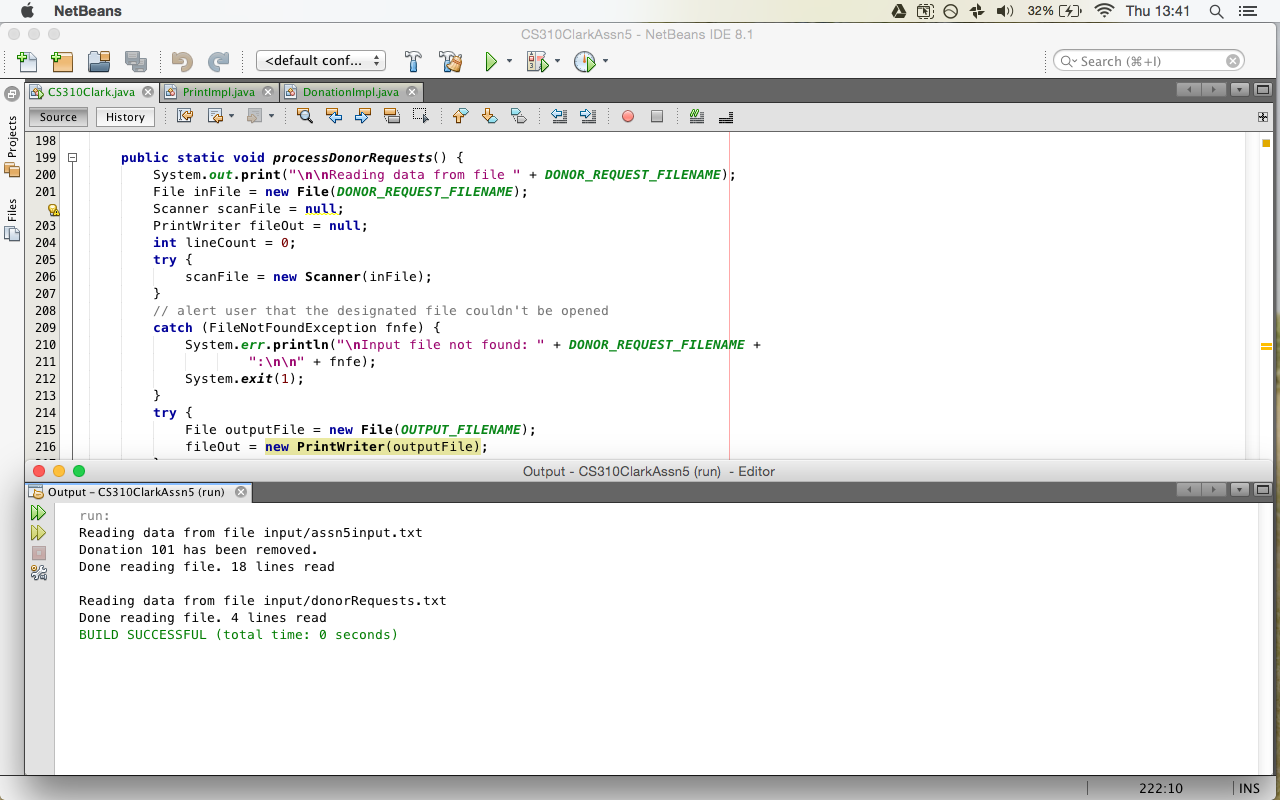 NetBeans 32% Thu 13:41
CS310ClarkAssn5 - NetBeans IDE 8.1
<default conf... Search (⌘+I)
CS310Clark.java PrintImpl.java DonationImpl.java
Source History
Projects
Files
198
199 public static void processDonorRequests() {
200 System.out.print("\n\nReading data from file " + DONOR_REQUEST_FILENAME);
201 File inFile = new File(DONOR_REQUEST_FILENAME);
Scanner scanFile = null;
203 PrintWriter fileOut = null;
204 int lineCount = 0;
205 try {
206 scanFile = new Scanner(inFile);
207 }
208 // alert user that the designated file couldn't be opened
209 catch (FileNotFoundException fnfe) {
210 System.err.println("\nInput file not found: " + DONOR_REQUEST_FILENAME +
211 ":\n\n" + fnfe);
212 System.exit(1);
213 }
214 try {
215 File outputFile = new File(OUTPUT_FILENAME);
216 fileOut = new PrintWriter(outputFile);
Output - CS310ClarkAssn5 (run) - Editor
Output – CS310ClarkAssn5 (run)
run:
Reading data from file input/assn5input.txt
Donation 101 has been removed.
Done reading file. 18 lines read
Reading data from file input/donorRequests.txt
Done reading file. 4 lines read
BUILD SUCCESSFUL (total time: 0 seconds)
222:10 INS